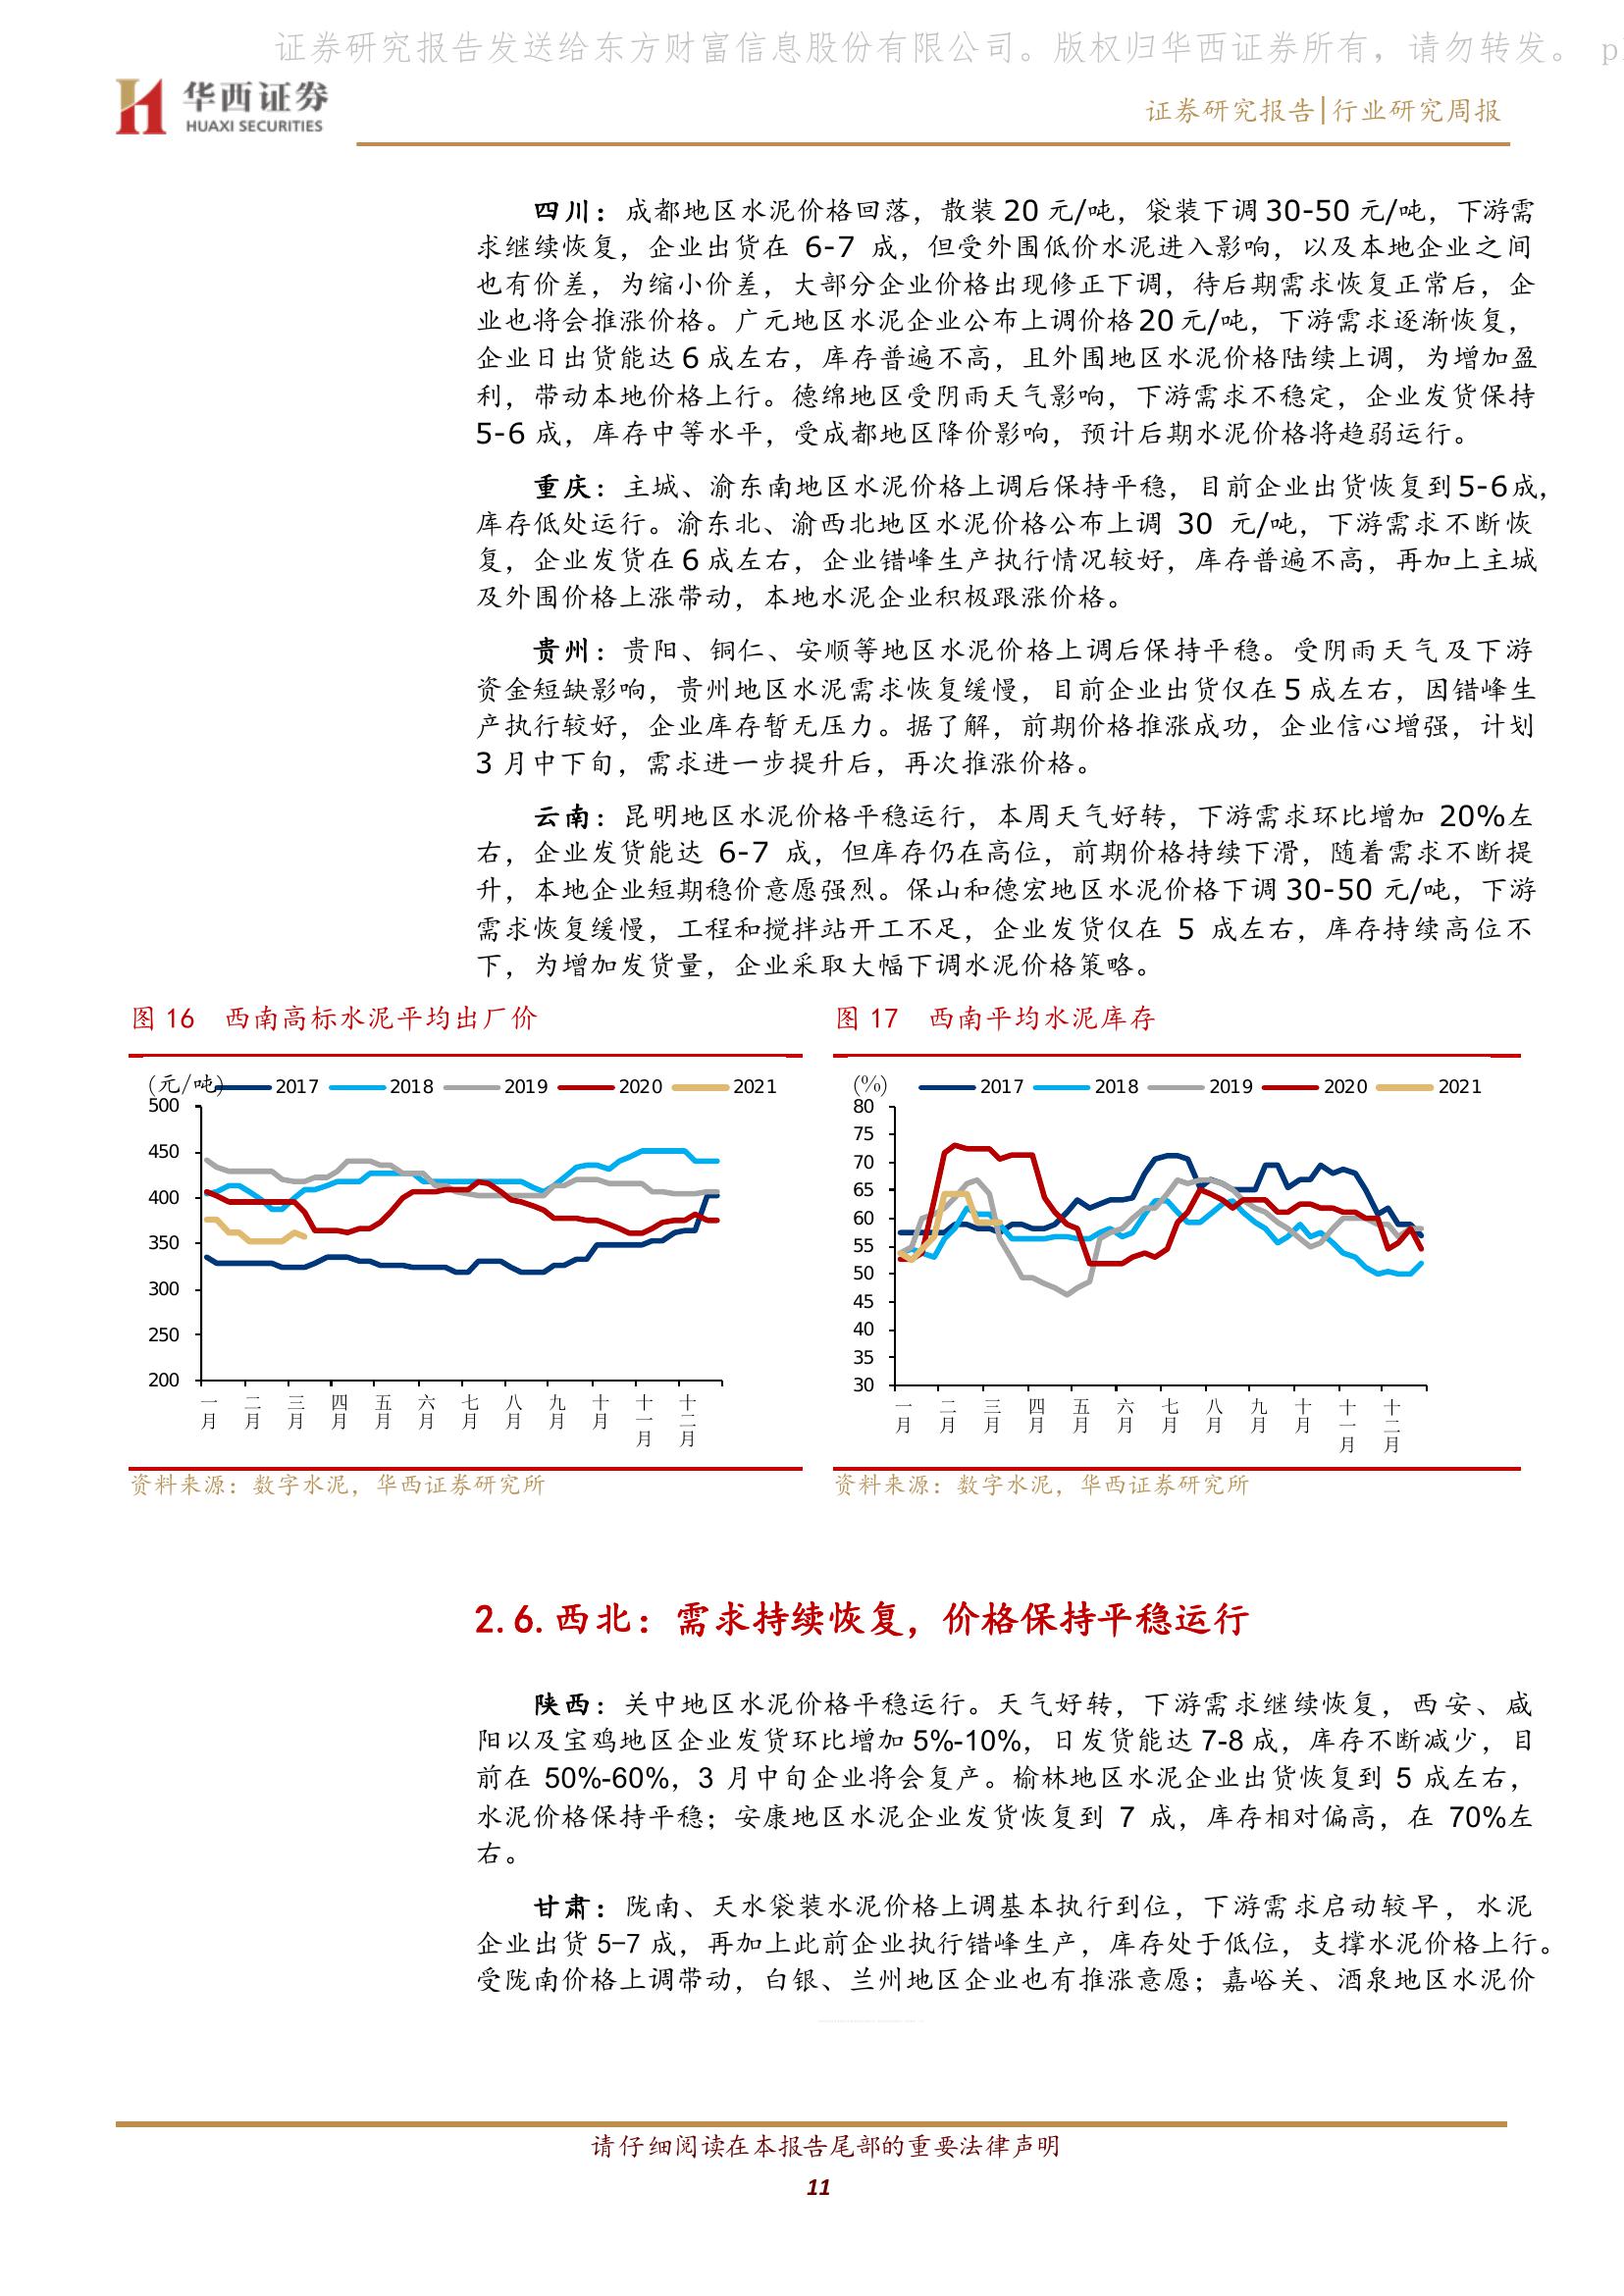 证券研究报告发送给东方财富信息股份有限公司。版权归华西证券所有，请勿转发。 p
华西证券
HUAXI SECURITIES
证券研究报告|行业研究周报
四川：成都地区水泥价格回落，散装20元/吨，袋装下调30-50元/吨，下游需
求继续恢复，企业出货在 6-7 成，但受外围低价水泥进入影响，以及本地企业之间
也有价差，为缩小价差，大部分企业价格出现修正下调，待后期需求恢复正常后，企
业也将会推涨价格。广元地区水泥企业公布上调价格20元/吨，下游需求逐渐恢复，
企业日出货能达6成左右，库存普遍不高，且外围地区水泥价格陆续上调，为增加盈
利，带动本地价格上行。德绵地区受阴雨天气影响，下游需求不稳定，企业发货保持
5-6 成，库存中等水平，受成都地区降价影响，预计后期水泥价格将趋弱运行。
重庆：主城、渝东南地区水泥价格上调后保持平稳，目前企业出货恢复到5-6成，
库存低处运行。渝东北、渝西北地区水泥价格公布上调 30 元/吨，下游需求不断恢
复，企业发货在6成左右，企业错峰生产执行情况较好，库存普遍不高，再加上主城
及外围价格上涨带动，本地水泥企业积极跟涨价格。
贵州：贵阳、铜仁、安顺等地区水泥价格上调后保持平稳。受阴雨天气及下游
资金短缺影响，贵州地区水泥需求恢复缓慢，目前企业出货仅在5成左右，因错峰生
产执行较好，企业库存暂无压力。据了解，前期价格推涨成功，企业信心增强，计划
3 月中下旬，需求进一步提升后，再次推涨价格。
云南：昆明地区水泥价格平稳运行，本周天气好转，下游需求环比增加 20%左
右，企业发货能达 6-7 成，但库存仍在高位，前期价格持续下滑，随着需求不断提
升，本地企业短期稳价意愿强烈。保山和德宏地区水泥价格下调30-50 元/吨，下游
需求恢复缓慢，工程和搅拌站开工不足，企业发货仅在 5 成左右，库存持续高位不
下，为增加发货量，企业采取大幅下调水泥价格策略。
图 16 西南高标水泥平均出厂价
(元/吨) 2017 2018 2019 2020 2021
500
450
400
350
300
250
200
一月 二月 三月 四月 五月 六月 七月 八月 九月 十月 十一月 十二月
资料来源：数字水泥，华西证券研究所
图 17 西南平均水泥库存
(%) 2017 2018 2019 2020 2021
80
75
70
65
60
55
50
45
40
35
30
一月 二月 三月 四月 五月 六月 七月 八月 九月 十月 十一月 十二月
资料来源：数字水泥，华西证券研究所
2.6.西北：需求持续恢复，价格保持平稳运行
陕西：关中地区水泥价格平稳运行。天气好转，下游需求继续恢复，西安、咸
阳以及宝鸡地区企业发货环比增加5%-10%，日发货能达7-8成，库存不断减少，目
前在 50%-60%，3 月中旬企业将会复产。榆林地区水泥企业出货恢复到 5 成左右，
水泥价格保持平稳；安康地区水泥企业发货恢复到 7 成，库存相对偏高，在 70%左
右。
甘肃：陇南、天水袋装水泥价格上调基本执行到位，下游需求启动较早，水泥
企业出货5-7成，再加上此前企业执行错峰生产，库存处于低位，支撑水泥价格上行。
受陇南价格上调带动，白银、兰州地区企业也有推涨意愿；嘉峪关、酒泉地区水泥价
请仔细阅读在本报告尾部的重要法律声明
11